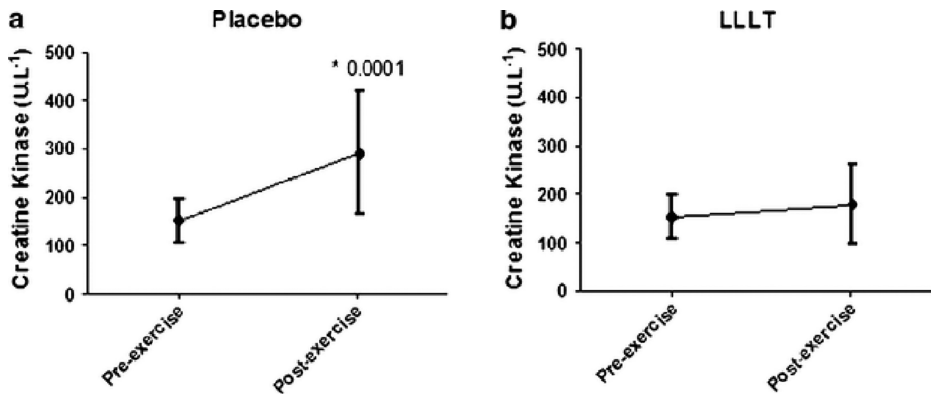 a
Placebo
Creatine Kinase (U.L⁻¹)
500
400
300
200
100
0
* 0.0001
Pre-exercise
Post-exercise
b
LLLT
Creatine Kinase (U.L⁻¹)
500
400
300
200
100
0
Pre-exercise
Post-exercise